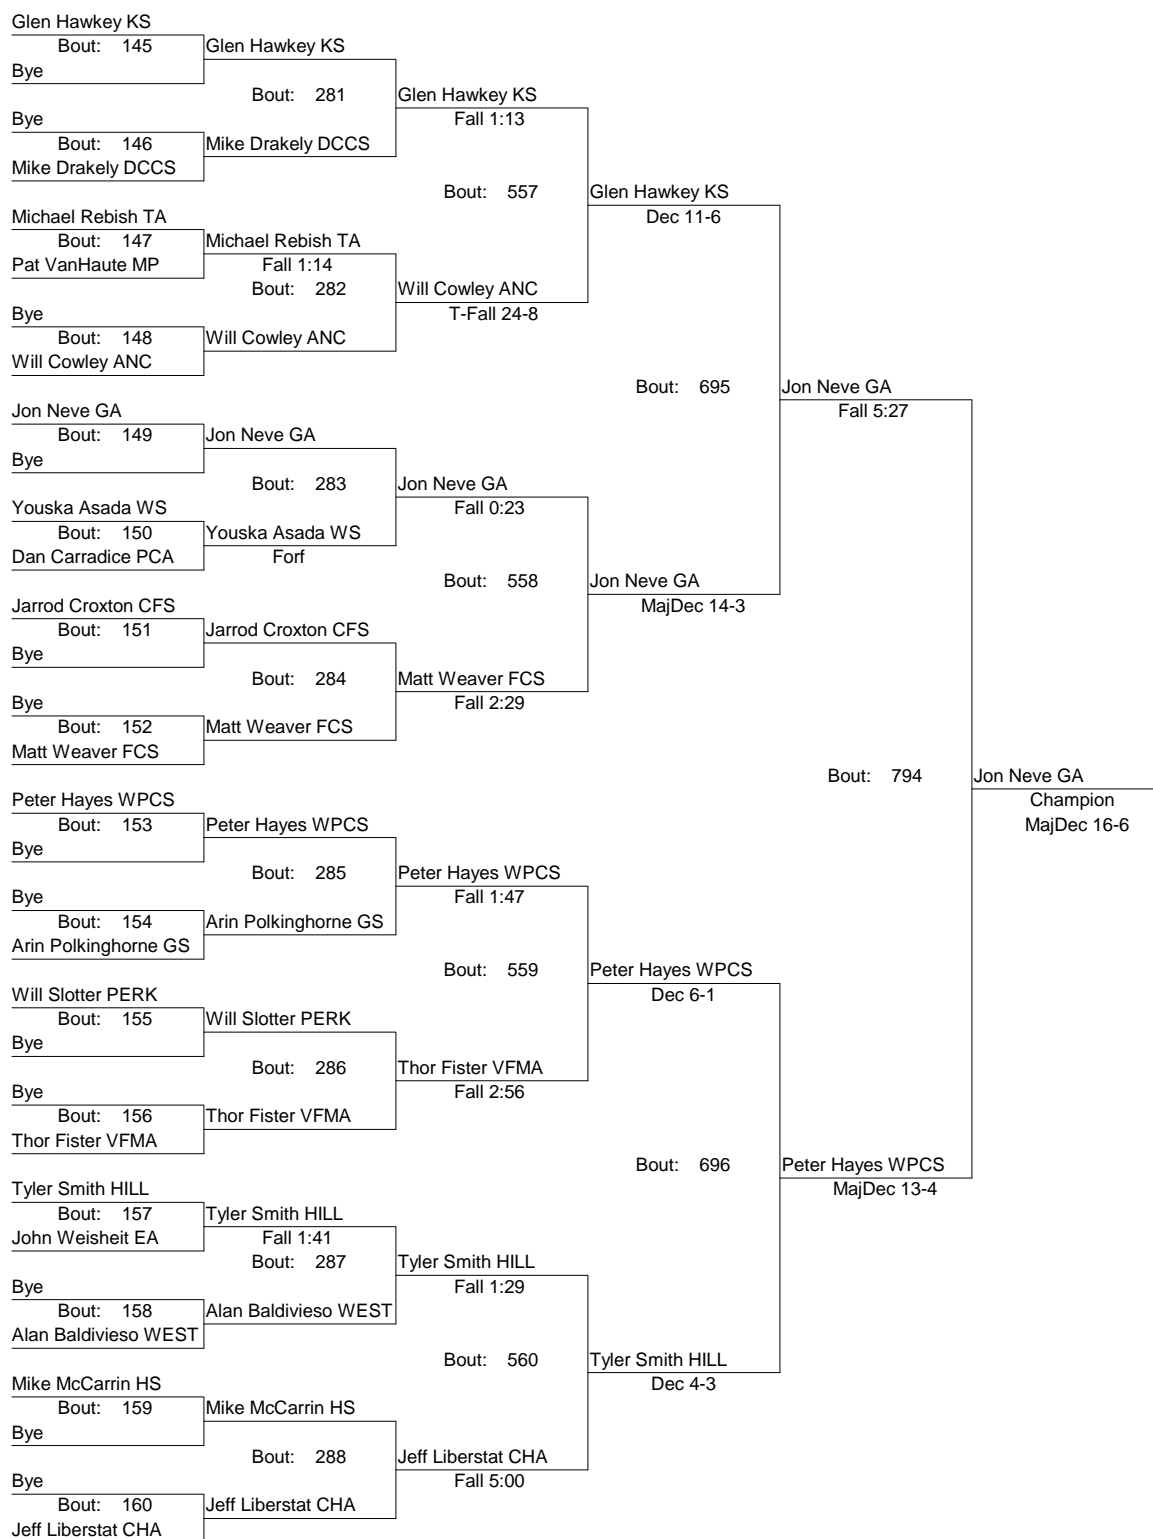 Glen Hawkey KS
Bout: 145 Glen Hawkey KS
Bye
Bout: 281 Glen Hawkey KS
Bye Fall 1:13
Bout: 146 Mike Drakely DCCS
Mike Drakely DCCS
Bout: 557 Glen Hawkey KS
Michael Rebish TA Dec 11-6
Bout: 147 Michael Rebish TA
Pat VanHaute MP Fall 1:14
Bout: 282 Will Cowley ANC
Bye T-Fall 24-8
Bout: 148 Will Cowley ANC
Will Cowley ANC
Bout: 695 Jon Neve GA
Jon Neve GA Fall 5:27
Bout: 149 Jon Neve GA
Bye
Bout: 283 Jon Neve GA
Youska Asada WS Fall 0:23
Bout: 150 Youska Asada WS
Dan Carradice PCA Forf
Bout: 558 Jon Neve GA
Jarrod Croxton CFS MajDec 14-3
Bout: 151 Jarrod Croxton CFS
Bye
Bout: 284 Matt Weaver FCS
Bye Fall 2:29
Bout: 152 Matt Weaver FCS
Matt Weaver FCS
Bout: 794 Jon Neve GA
Peter Hayes WPCS Champion
Bout: 153 Peter Hayes WPCS MajDec 16-6
Bye
Bout: 285 Peter Hayes WPCS
Bye Fall 1:47
Bout: 154 Arin Polkinghorne GS
Arin Polkinghorne GS
Bout: 559 Peter Hayes WPCS
Will Slotter PERK Dec 6-1
Bout: 155 Will Slotter PERK
Bye
Bout: 286 Thor Fister VFMA
Bye Fall 2:56
Bout: 156 Thor Fister VFMA
Thor Fister VFMA
Bout: 696 Peter Hayes WPCS
Tyler Smith HILL MajDec 13-4
Bout: 157 Tyler Smith HILL
John Weisheit EA Fall 1:41
Bout: 287 Tyler Smith HILL
Bye Fall 1:29
Bout: 158 Alan Baldivieso WEST
Alan Baldivieso WEST
Bout: 560 Tyler Smith HILL
Mike McCarrin HS Dec 4-3
Bout: 159 Mike McCarrin HS
Bye
Bout: 288 Jeff Liberstat CHA
Bye Fall 5:00
Bout: 160 Jeff Liberstat CHA
Jeff Liberstat CHA